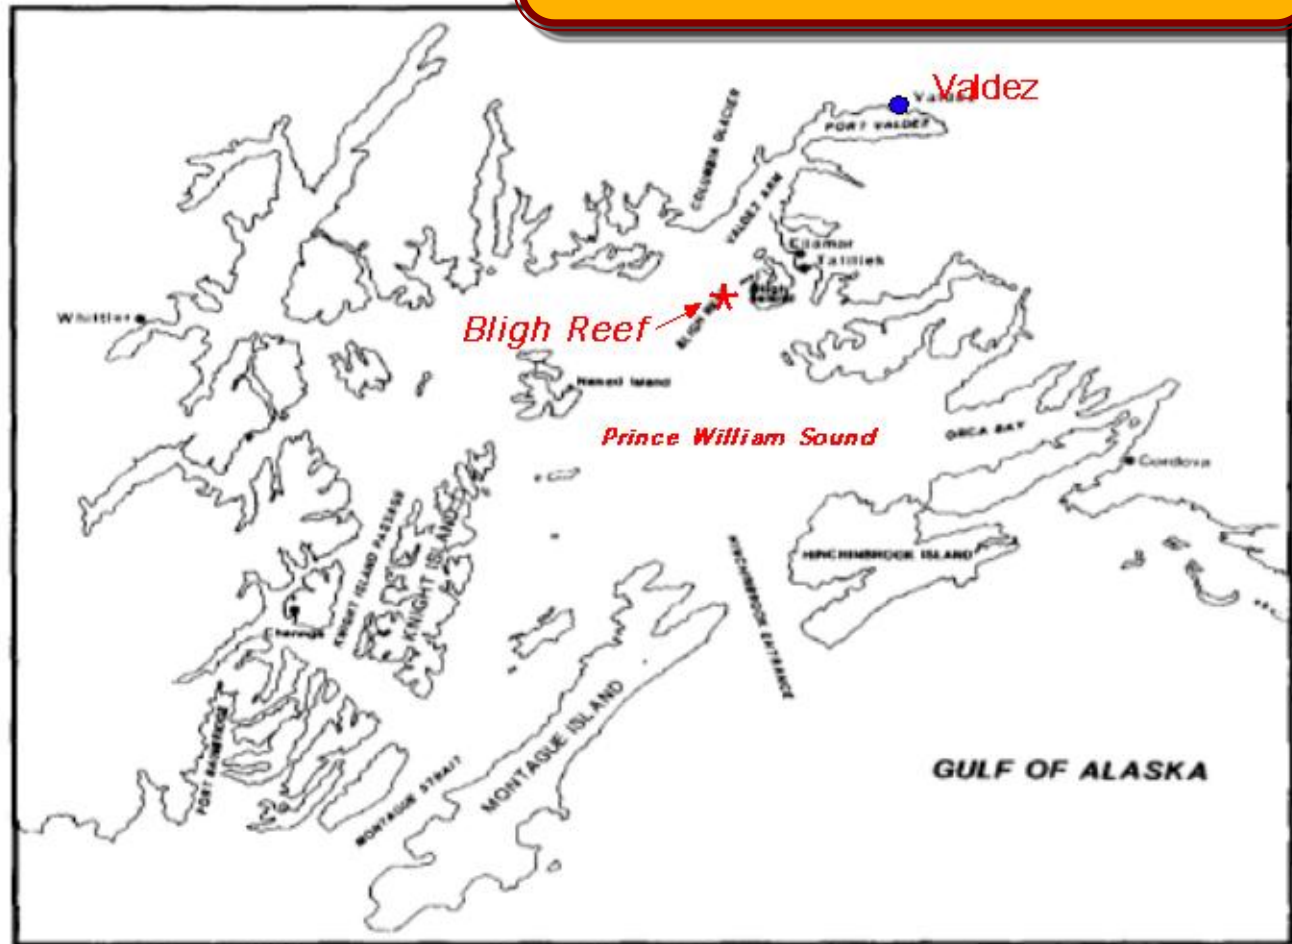 Valdez
PORT VALDEZ
COLUMBIA GLACIER
VALDEZ ARM
Tatitlek
Whittier
Bligh Reef
BLIGH
Naked Island
Prince William Sound
ORCA BAY
Cordova
KNIGHT ISLAND PASSAGE
KNIGHT ISLAND
HINCHINBROOK ISLAND
HINCHINBROOK ENTRANCE
Chenega
PORT BAINBRIDGE
MONTAGUE ISLAND
MONTAGUE STRAIT
GULF OF ALASKA